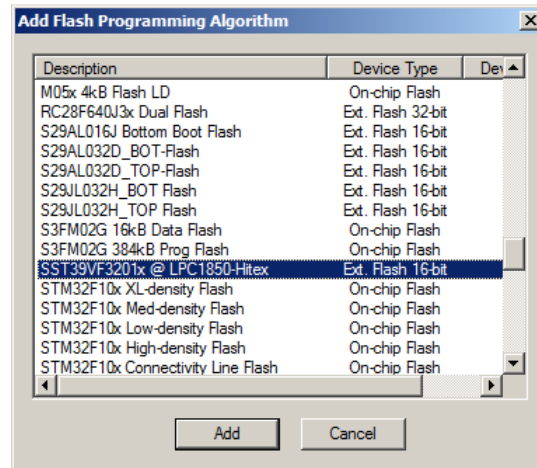 Add Flash Programming Algorithm
Description Device Type Dev
M05x 4kB Flash LD On-chip Flash
RC28F640J3x Dual Flash Ext. Flash 32-bit
S29AL016J Bottom Boot Flash Ext. Flash 16-bit
S29AL032D_BOT-Flash Ext. Flash 16-bit
S29AL032D_TOP-Flash Ext. Flash 16-bit
S29JL032H_BOT Flash Ext. Flash 16-bit
S29JL032H_TOP Flash Ext. Flash 16-bit
S3FM02G 16kB Data Flash On-chip Flash
S3FM02G 384kB Prog Flash On-chip Flash
SST39VF3201x @ LPC1850-Hitex Ext. Flash 16-bit
STM32F10x XL-density Flash On-chip Flash
STM32F10x Med-density Flash On-chip Flash
STM32F10x Low-density Flash On-chip Flash
STM32F10x High-density Flash On-chip Flash
STM32F10x Connectivity Line Flash On-chip Flash
Add Cancel